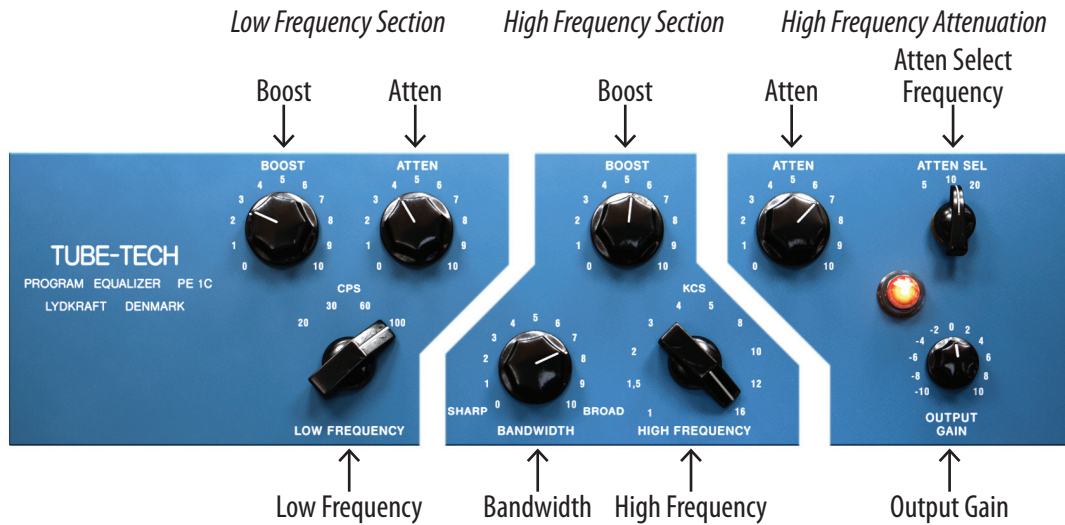 Low Frequency Section
High Frequency Section
High Frequency Attenuation
Boost
Atten
Boost
Atten
Atten Select
Frequency
TUBE-TECH
PROGRAM EQUALIZER PE 1C
LYDKRAFT DENMARK
BOOST
0 1 2 3 4 5 6 7 8 9 10
ATTEN
0 1 2 3 4 5 6 7 8 9 10
CPS
20 30 60 100
LOW FREQUENCY
BOOST
0 1 2 3 4 5 6 7 8 9 10
0 1 2 3 4 5 6 7 8 9 10
SHARP
BROAD
BANDWIDTH
KCS
1 1,5 2 3 4 5 8 10 12 16
HIGH FREQUENCY
ATTEN
0 1 2 3 4 5 6 7 8 9 10
ATTEN SEL
5 10 20
-10 -8 -6 -4 -2 0 2 4 6 8 10
OUTPUT
GAIN
Low Frequency
Bandwidth
High Frequency
Output Gain